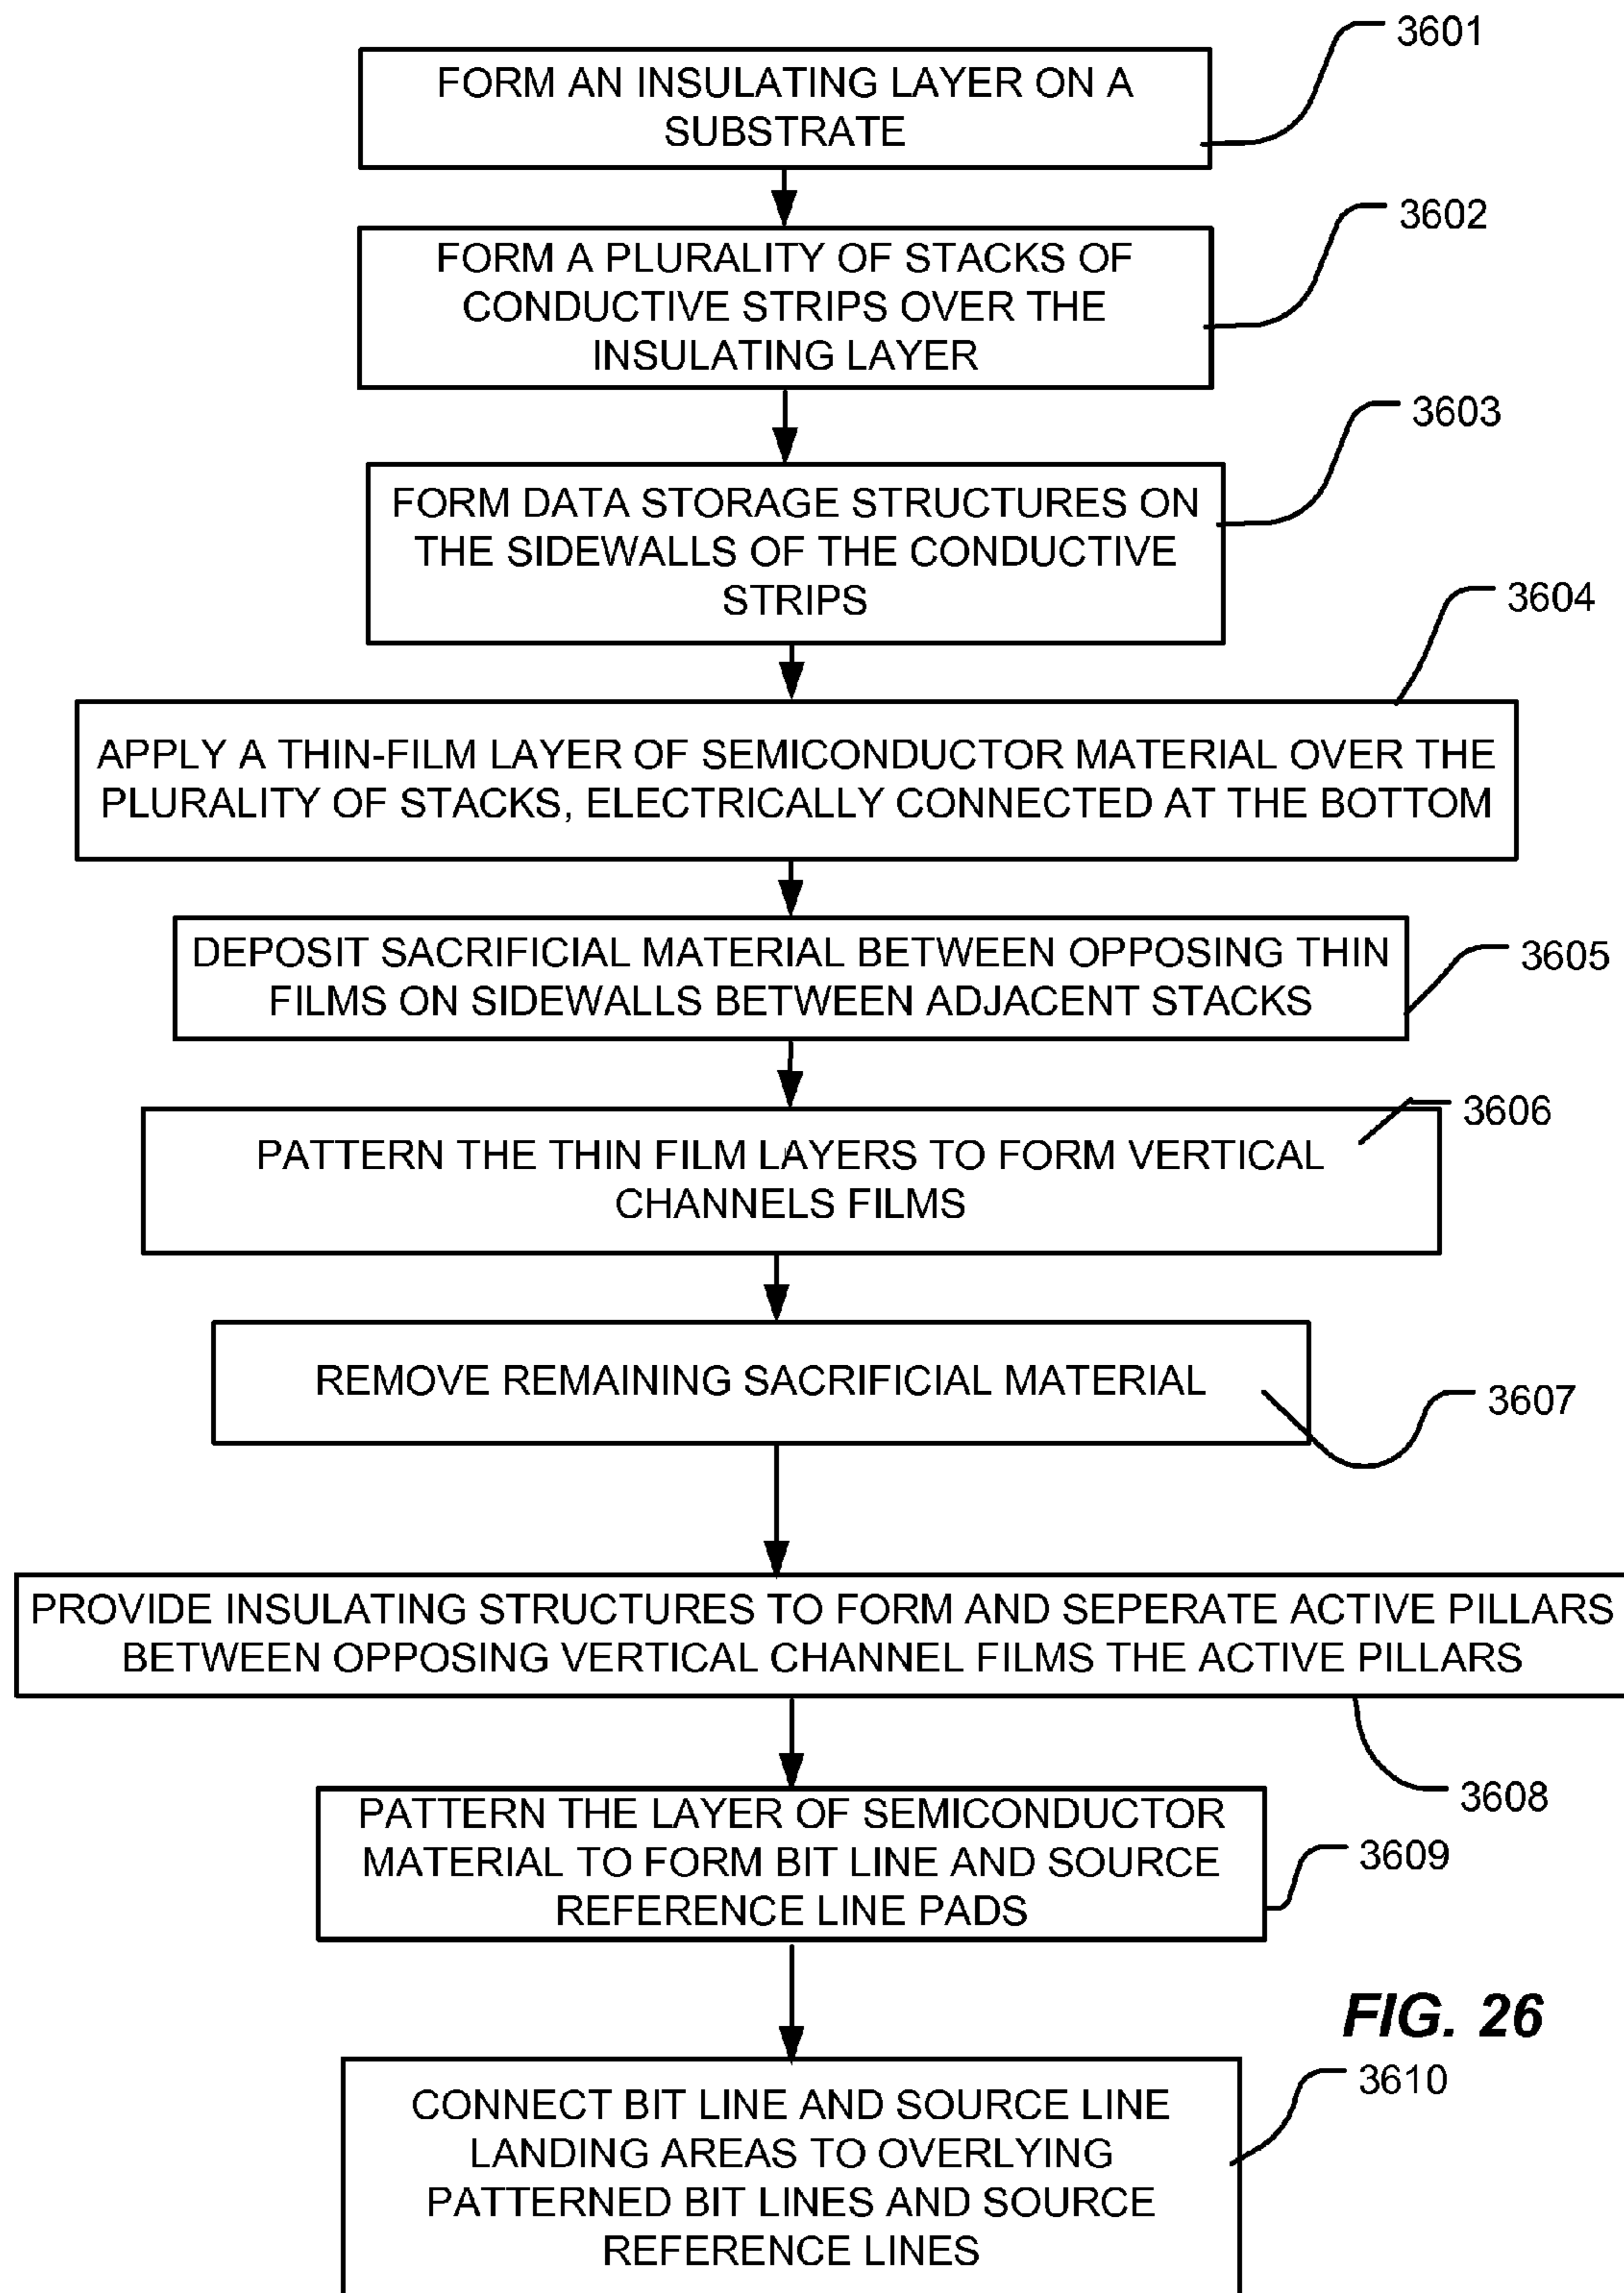 3601
FORM AN INSULATING LAYER ON A
SUBSTRATE
3602
FORM A PLURALITY OF STACKS OF
CONDUCTIVE STRIPS OVER THE
INSULATING LAYER
3603
FORM DATA STORAGE STRUCTURES ON
THE SIDEWALLS OF THE CONDUCTIVE
STRIPS
3604
APPLY A THIN-FILM LAYER OF SEMICONDUCTOR MATERIAL OVER THE
PLURALITY OF STACKS, ELECTRICALLY CONNECTED AT THE BOTTOM
3605
DEPOSIT SACRIFICIAL MATERIAL BETWEEN OPPOSING THIN
FILMS ON SIDEWALLS BETWEEN ADJACENT STACKS
3606
PATTERN THE THIN FILM LAYERS TO FORM VERTICAL
CHANNELS FILMS
REMOVE REMAINING SACRIFICIAL MATERIAL
3607
PROVIDE INSULATING STRUCTURES TO FORM AND SEPERATE ACTIVE PILLARS
BETWEEN OPPOSING VERTICAL CHANNEL FILMS THE ACTIVE PILLARS
3608
PATTERN THE LAYER OF SEMICONDUCTOR
MATERIAL TO FORM BIT LINE AND SOURCE
REFERENCE LINE PADS
3609
FIG. 26
3610
CONNECT BIT LINE AND SOURCE LINE
LANDING AREAS TO OVERLYING
PATTERNED BIT LINES AND SOURCE
REFERENCE LINES